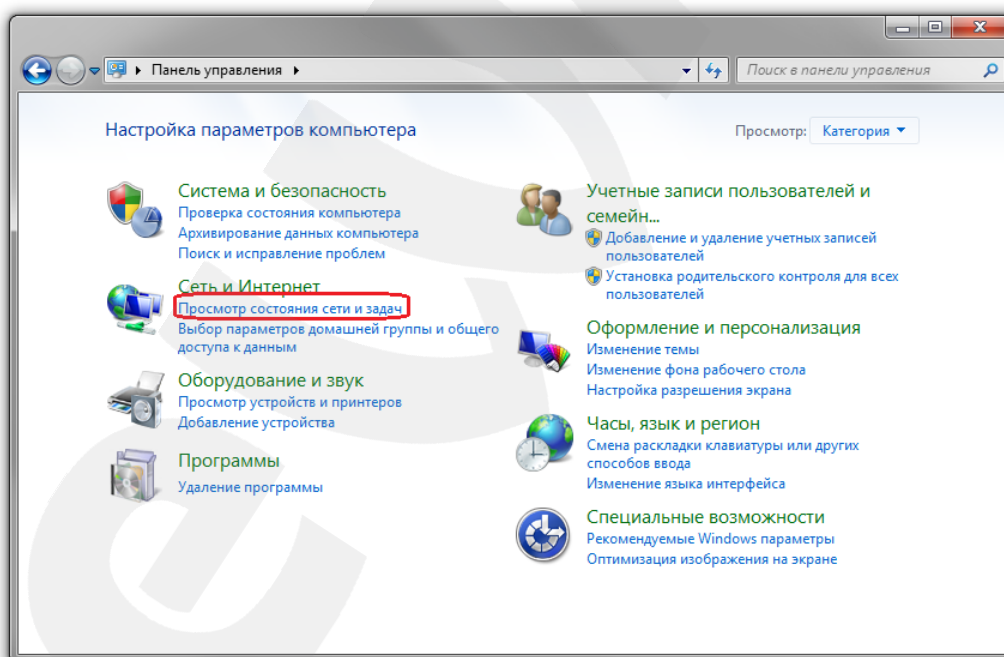 Панель управления
Поиск в панели управления
Настройка параметров компьютера
Просмотр: Категория
Система и безопасность
Проверка состояния компьютера
Архивирование данных компьютера
Поиск и исправление проблем
Сеть и Интернет
Просмотр состояния сети и задач
Выбор параметров домашней группы и общего
доступа к данным
Оборудование и звук
Просмотр устройств и принтеров
Добавление устройства
Программы
Удаление программы
Учетные записи пользователей и
семейн...
Добавление и удаление учетных записей
пользователей
Установка родительского контроля для всех
пользователей
Оформление и персонализация
Изменение темы
Изменение фона рабочего стола
Настройка разрешения экрана
Часы, язык и регион
Смена раскладки клавиатуры или других
способов ввода
Изменение языка интерфейса
Специальные возможности
Рекомендуемые Windows параметры
Оптимизация изображения на экране